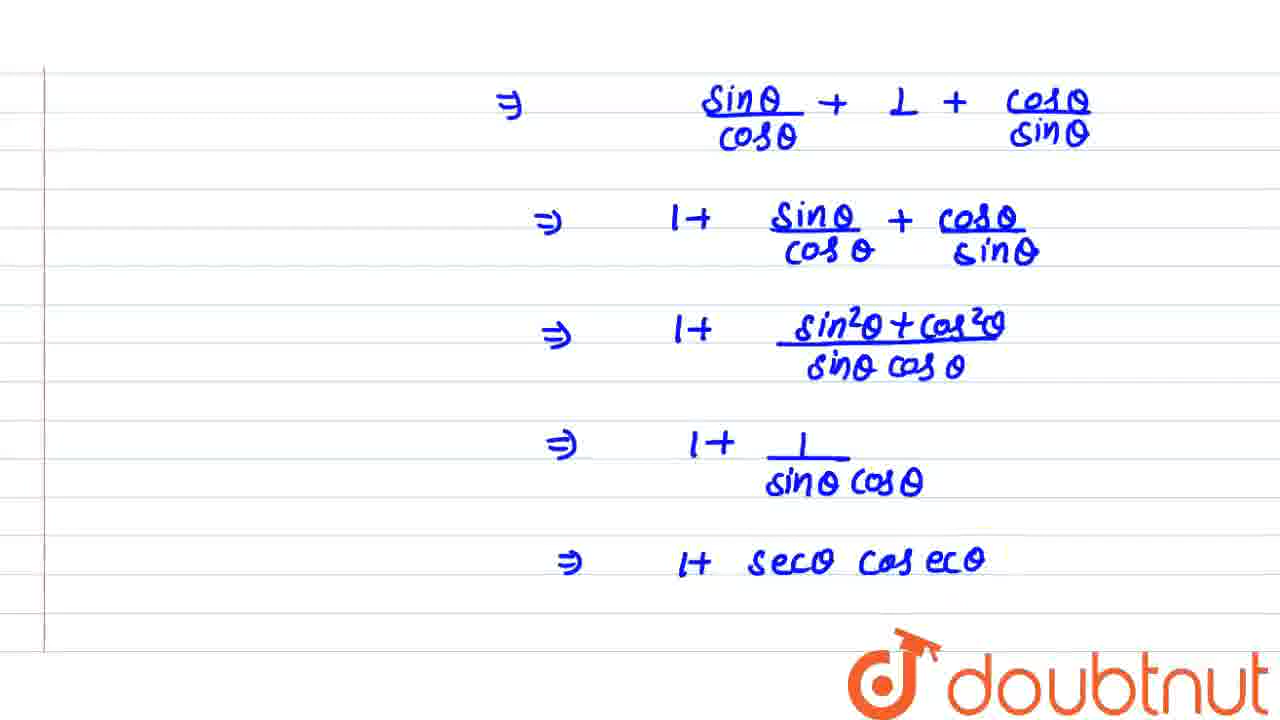 ⇒ sinθ/cosθ + 1 + cosθ/sinθ
⇒ 1+ sinθ/cosθ + cosθ/sinθ
⇒ 1+ sin²θ+cos²θ/sinθ cosθ
⇒ 1+ 1/sinθ cosθ
⇒ 1+ secθ cosecθ
doubtnut